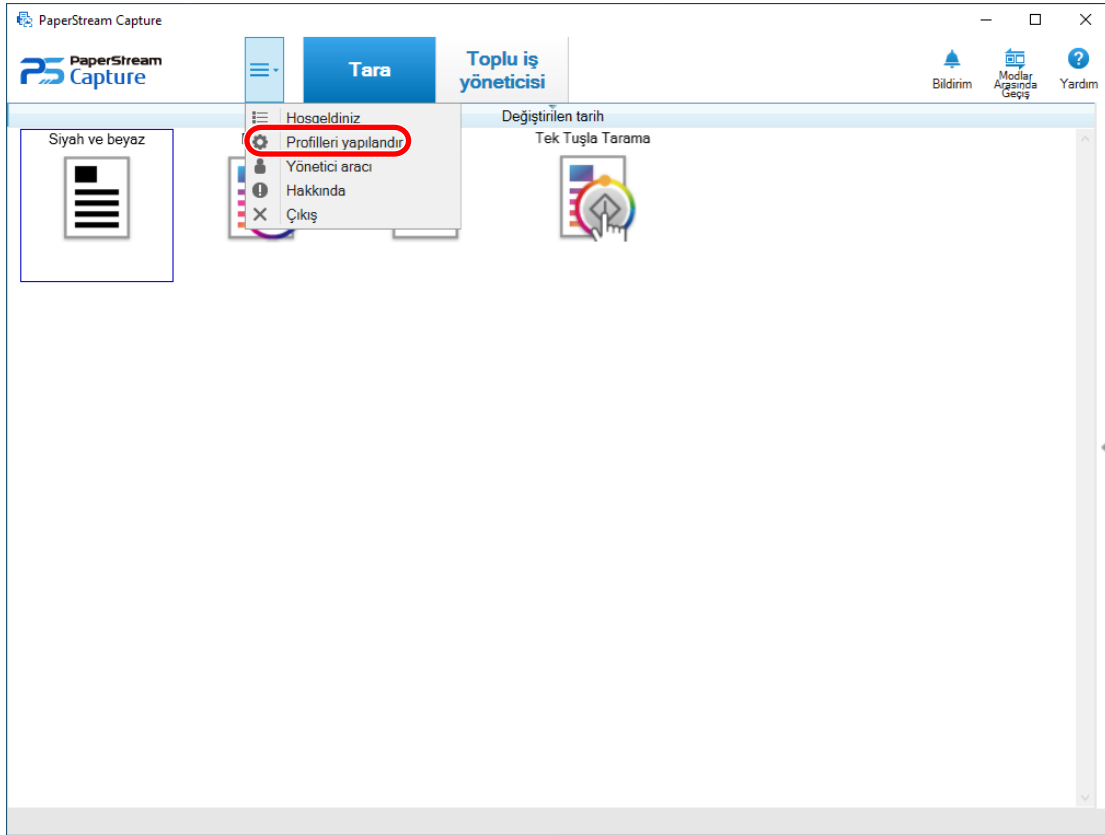 PaperStream Capture
PaperStream
Capture
Tara
Toplu iş
yöneticisi
Bildirim
Modlar
Arasında
Geçiş
Yardım
Değiştirilen tarih
Hoşgeldiniz
Profilleri yapılandır
Yönetici aracı
Hakkında
Çıkış
Siyah ve beyaz
Tek Tuşla Tarama